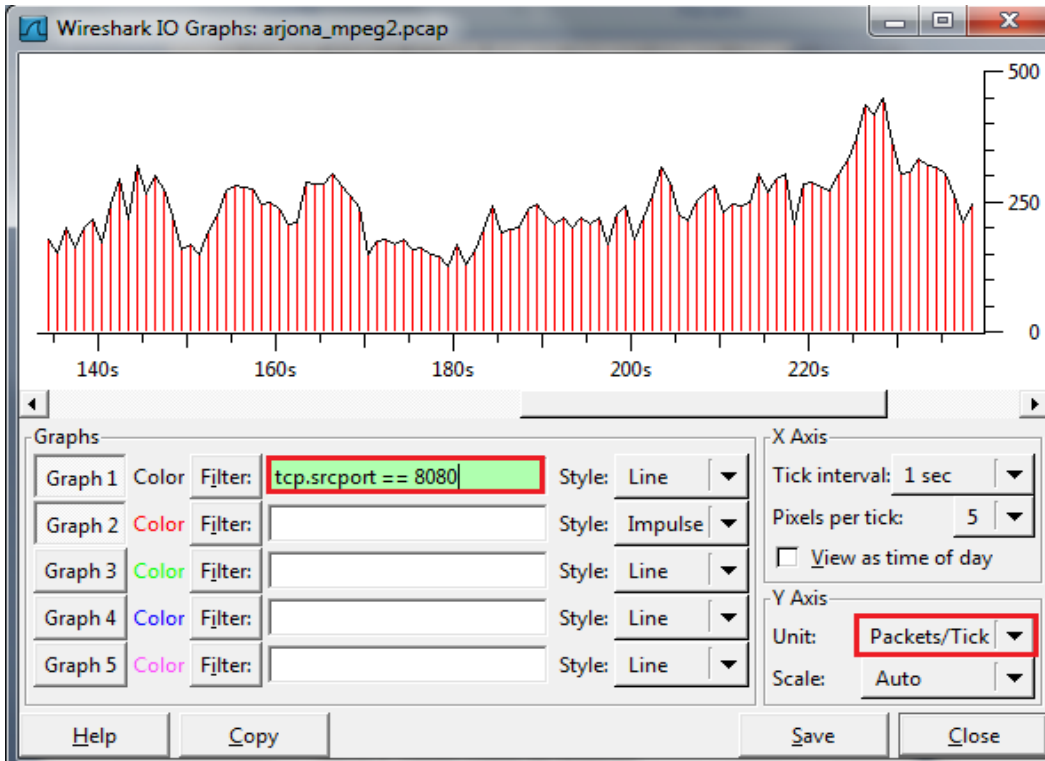 Wireshark IO Graphs: arjona_mpeg2.pcap
500
250
0
140s 160s 180s 200s 220s
Graphs
Graph 1 Color Filter: tcp.srcport == 8080 Style: Line
Graph 2 Color Filter: Style: Impulse
Graph 3 Color Filter: Style: Line
Graph 4 Color Filter: Style: Line
Graph 5 Color Filter: Style: Line
X Axis
Tick interval: 1 sec
Pixels per tick: 5
View as time of day
Y Axis
Unit: Packets/Tick
Scale: Auto
Help Copy Save Close